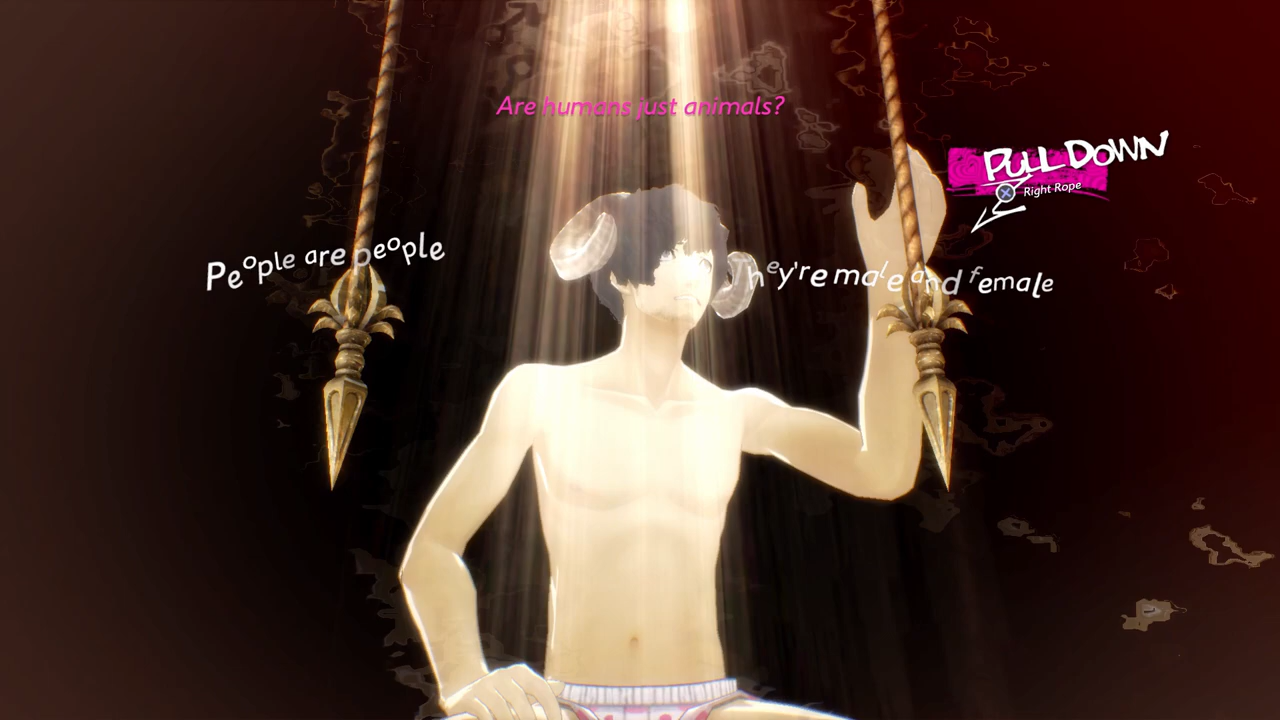 Are humans just animals?
PULL DOWN
Right Rope
People are people
hey're male and female